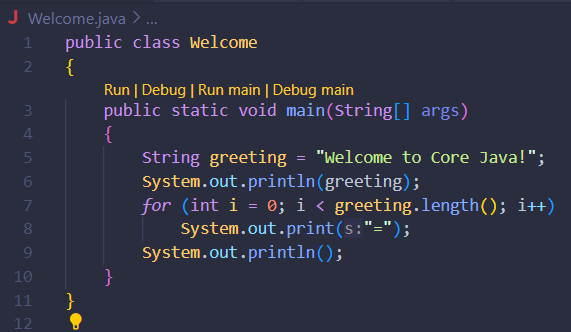 J Welcome.java > ...
1 public class Welcome
2 {
Run | Debug | Run main | Debug main
3 public static void main(String[] args)
4 {
5 String greeting = "Welcome to Core Java!";
6 System.out.println(greeting);
7 for (int i = 0; i < greeting.length(); i++)
8 System.out.print(s:"=");
9 System.out.println();
10 }
11 }
12